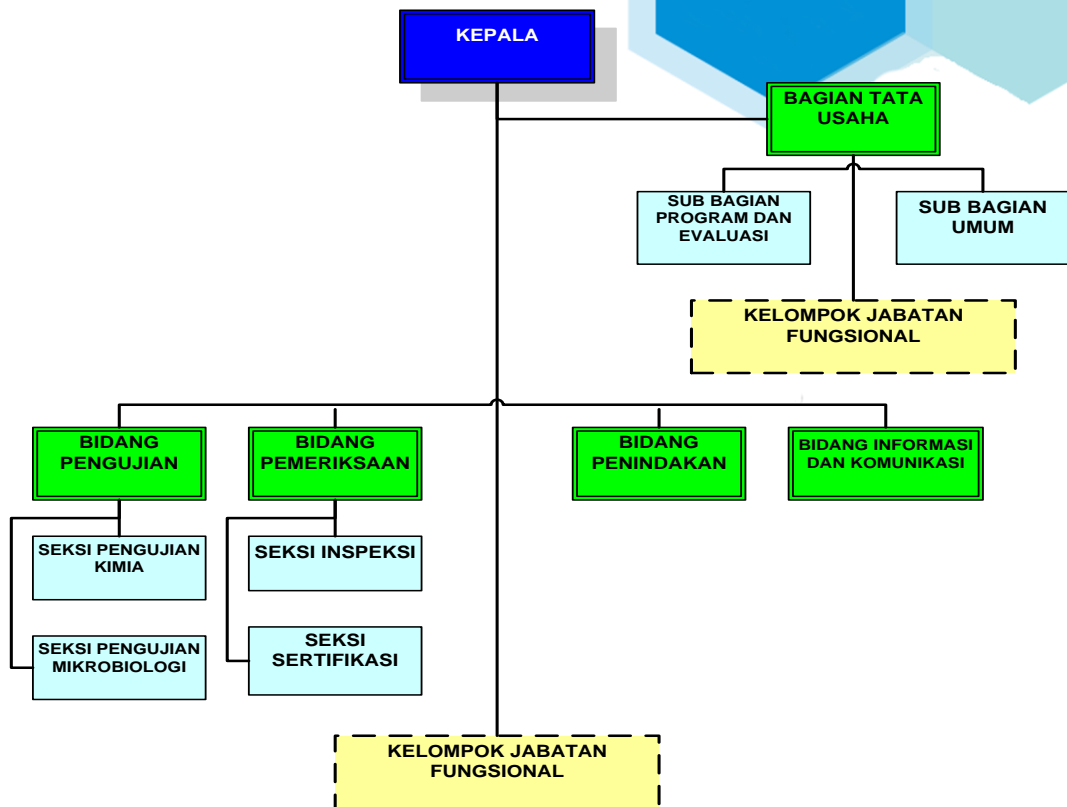 KEPALA
BAGIAN TATA
USAHA
SUB BAGIAN
PROGRAM DAN
EVALUASI
SUB BAGIAN
UMUM
KELOMPOK JABATAN
FUNGSIONAL
BIDANG
PENGUJIAN
BIDANG
PEMERIKSAAN
BIDANG
PENINDAKAN
BIDANG INFORMASI
DAN KOMUNIKASI
SEKSI PENGUJIAN
KIMIA
SEKSI INSPEKSI
SEKSI PENGUJIAN
MIKROBIOLOGI
SEKSI
SERTIFIKASI
KELOMPOK JABATAN
FUNGSIONAL